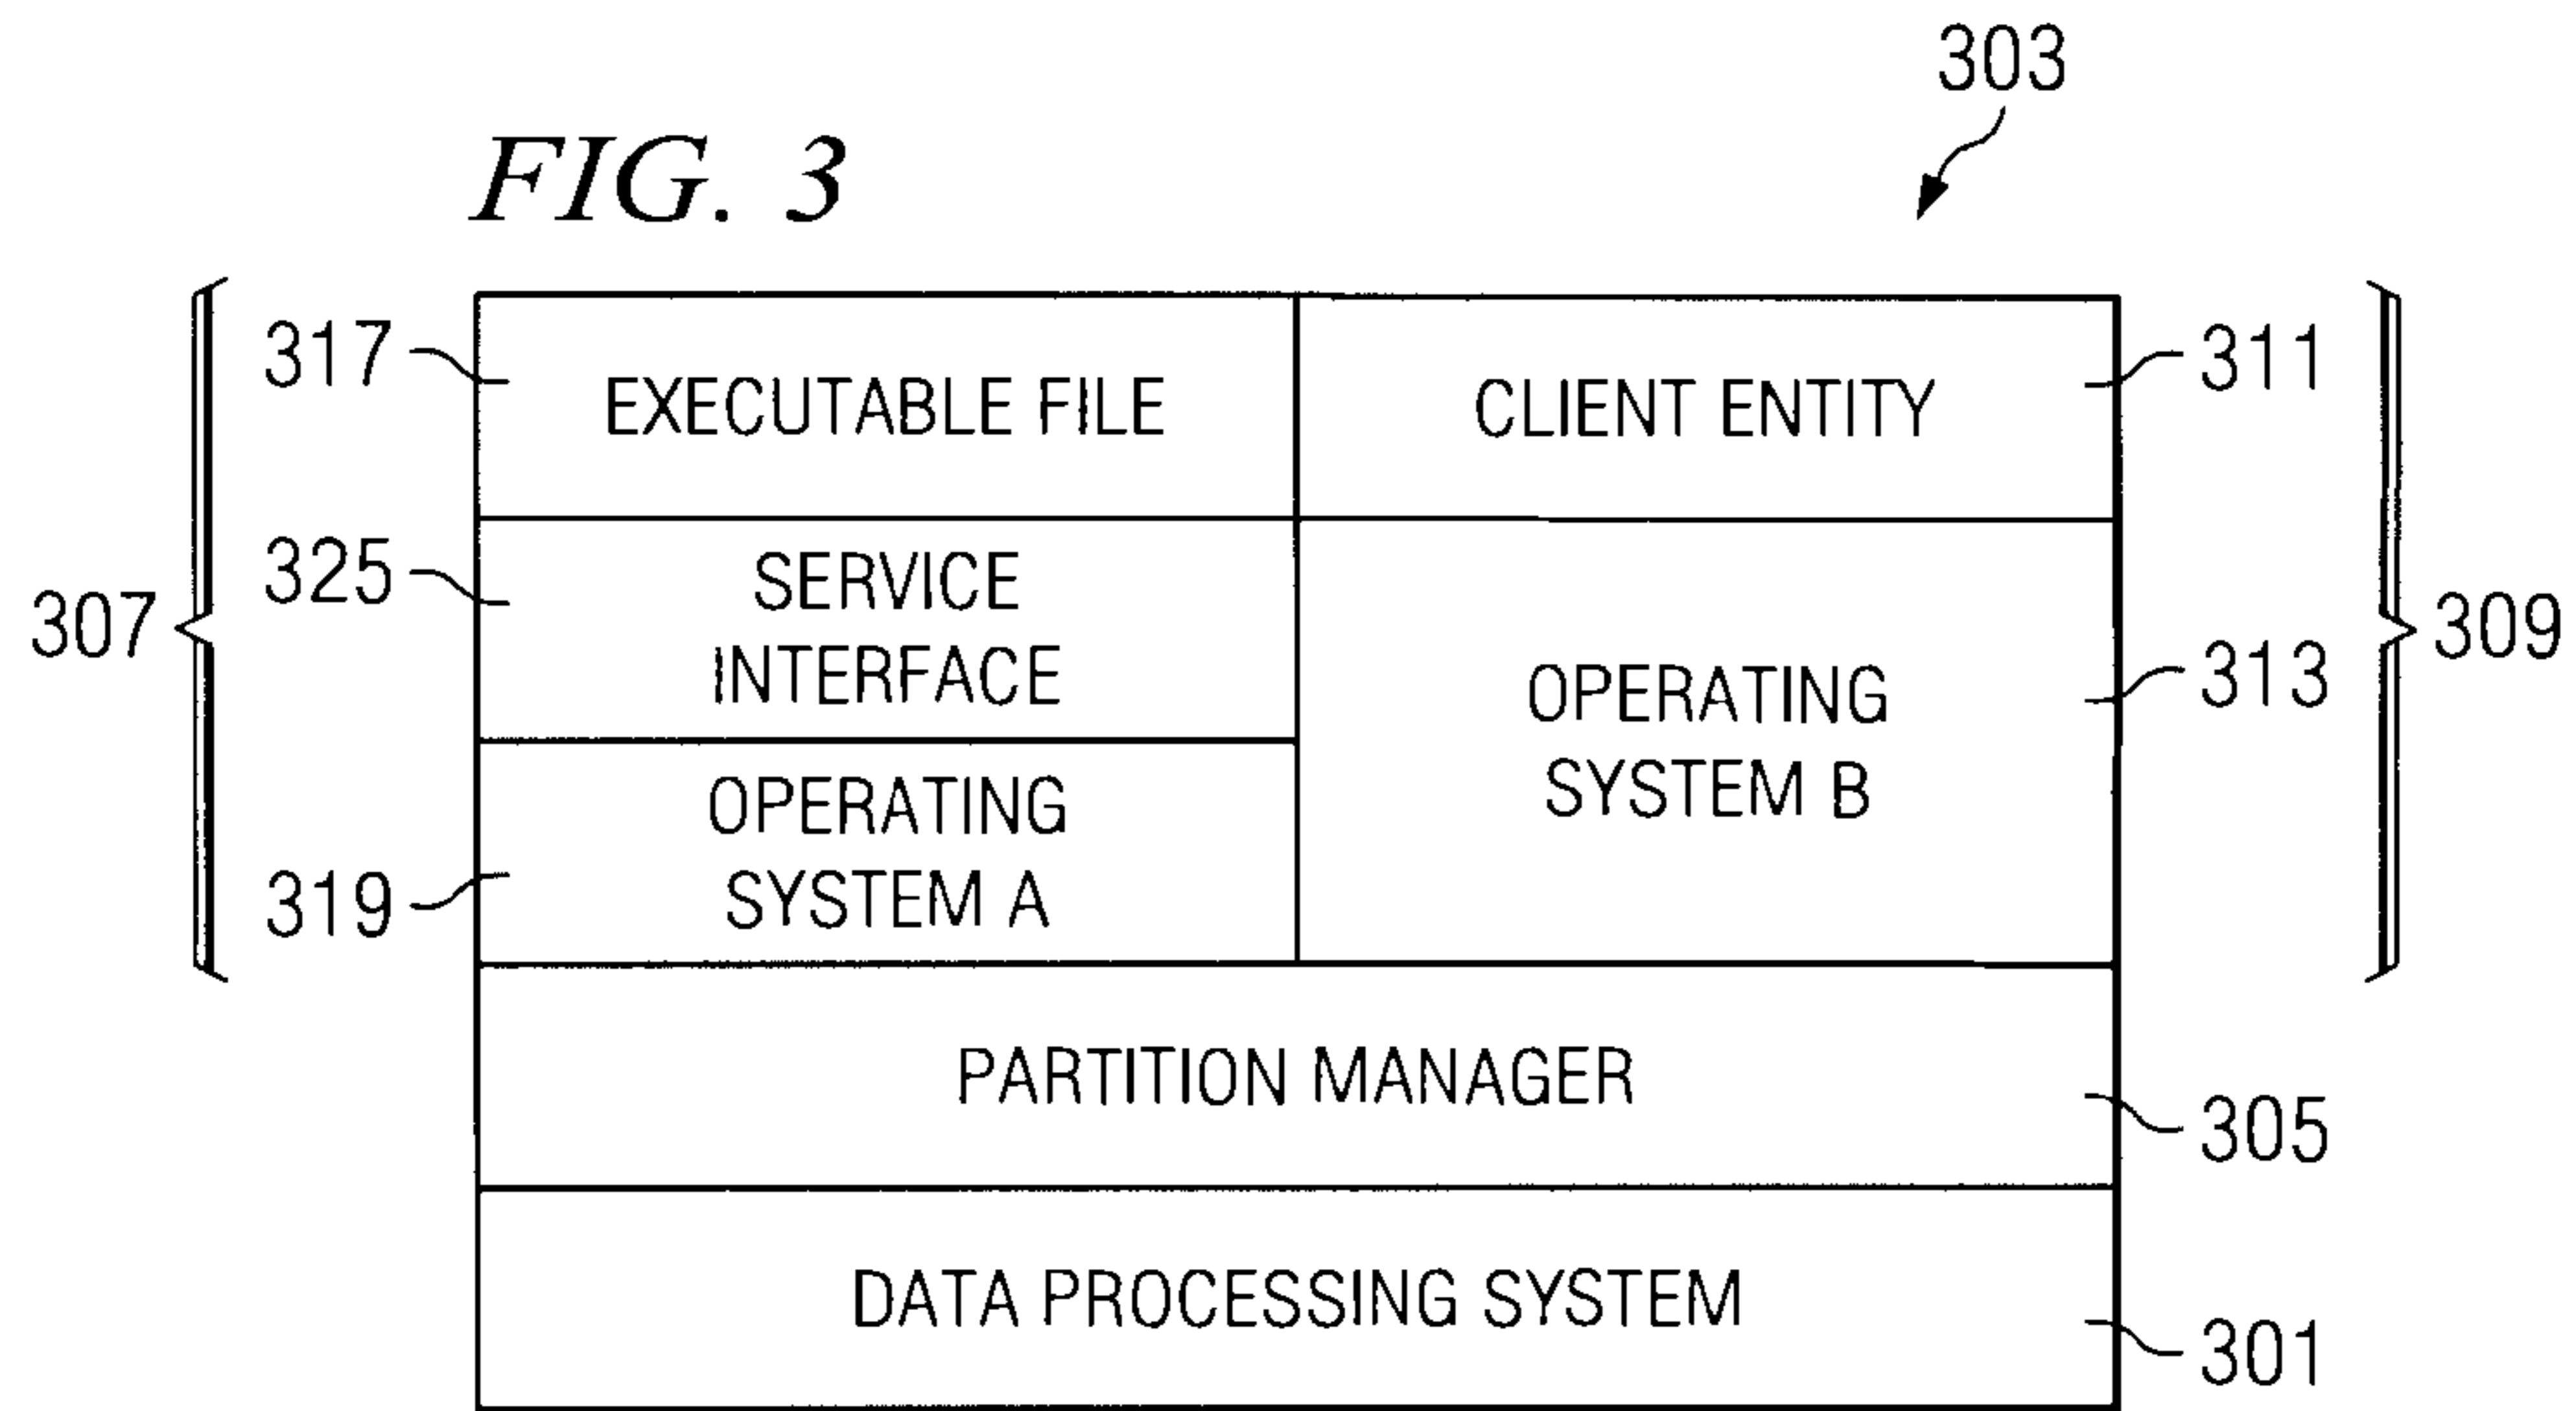 303
FIG. 3
317
EXECUTABLE FILE
CLIENT ENTITY
311
307
325
SERVICE
INTERFACE
OPERATING
SYSTEM B
313
309
319
OPERATING
SYSTEM A
PARTITION MANAGER
305
DATA PROCESSING SYSTEM
301